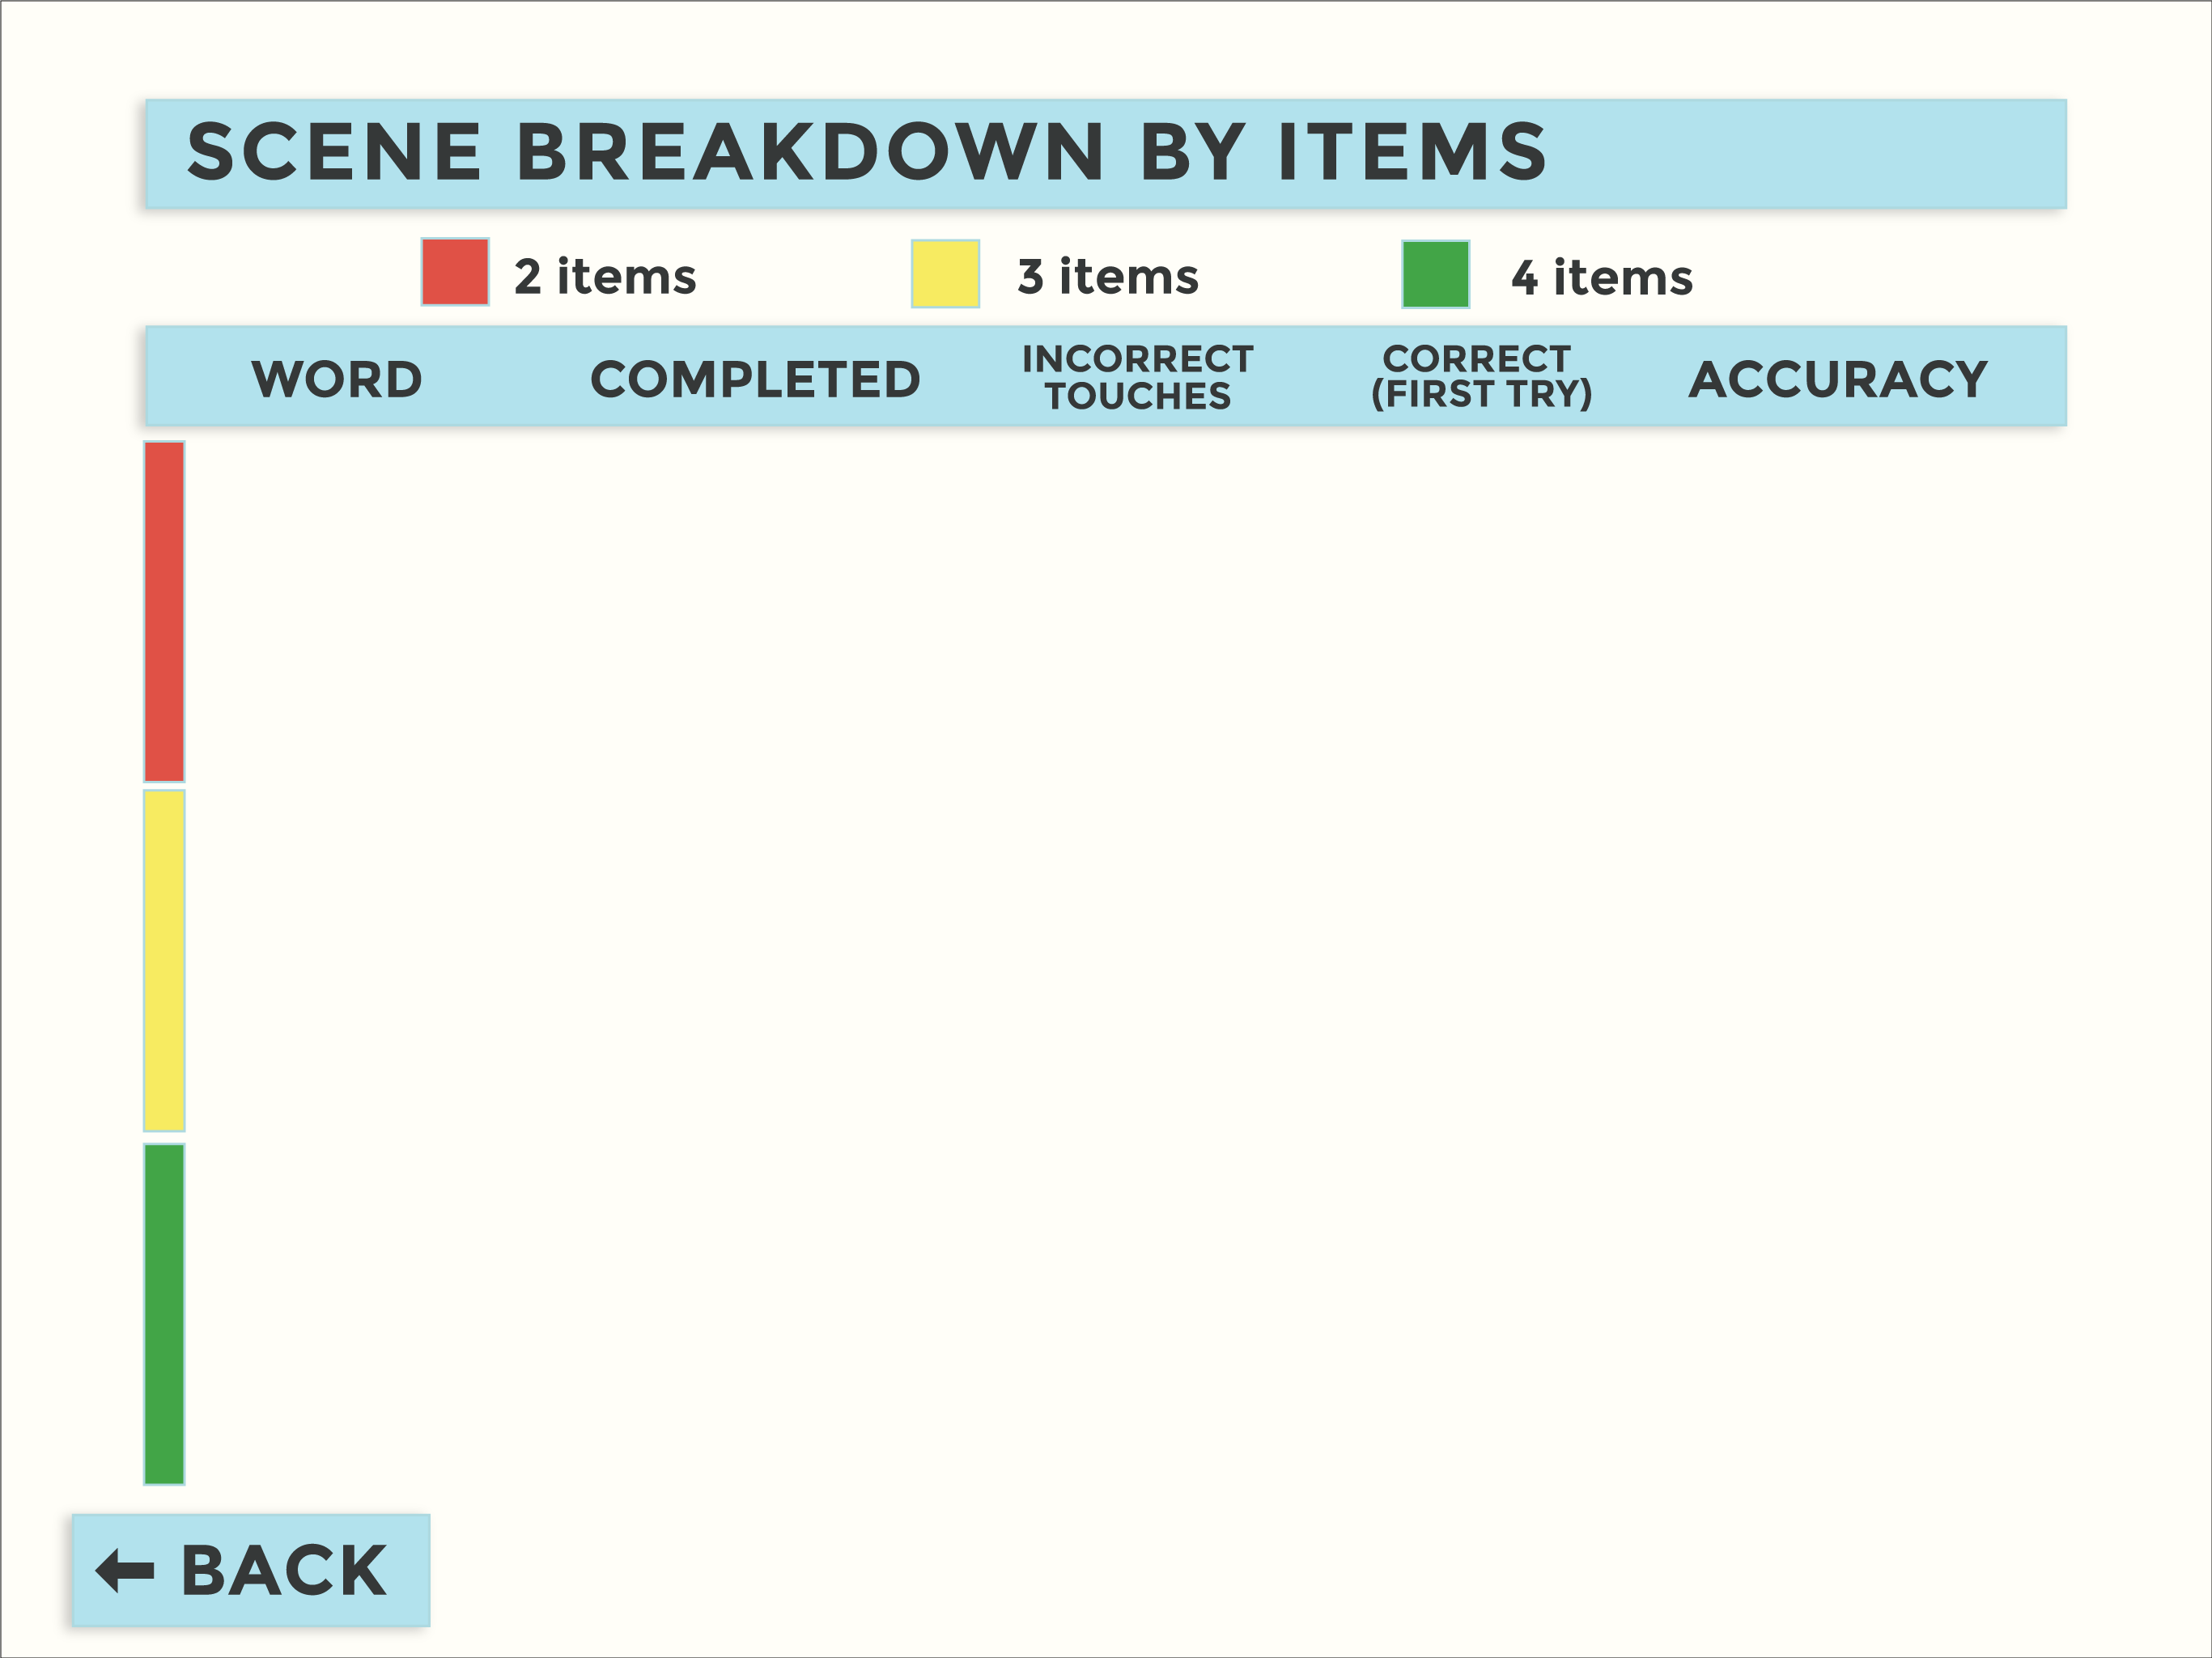 SCENE BREAKDOWN BY ITEMS
2 items 3 items 4 items
WORD COMPLETED INCORRECT TOUCHES CORRECT (FIRST TRY) ACCURACY
BACK